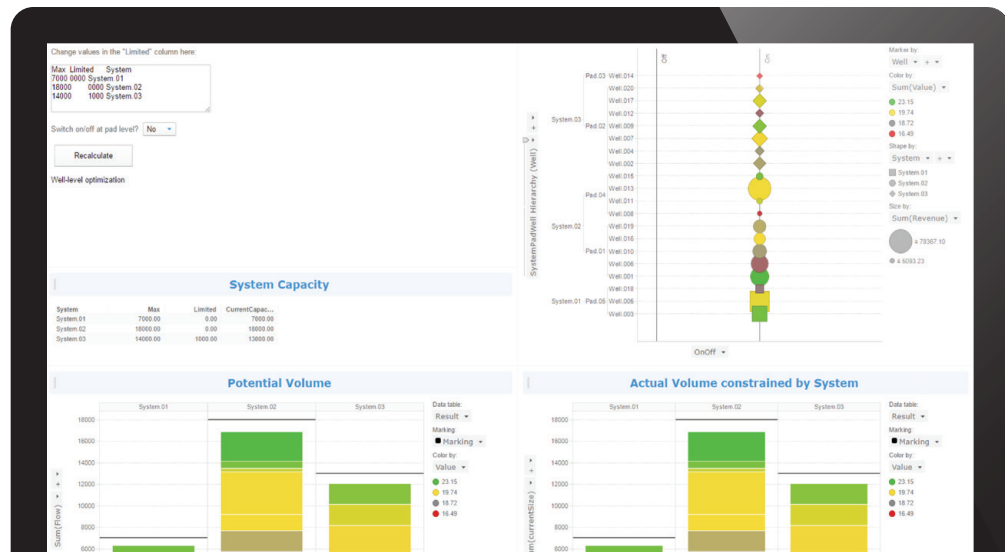 Change values in the "Limited" column here:
Max Limited System
7000 0000 System.01
18000 0000 System.02
14000 1000 System.03
Switch on/off at pad level? No
Recalculate
Well-level optimization
System Capacity
System Max Limited CurrentCapac...
System.01 7000.00 0.00 7000.00
System.02 18000.00 0.00 18000.00
System.03 14000.00 1000.00 13000.00
SystemPadWell Hierarchy (Well)
Off
On
System.03
Pad.03 Well.014
Well.020
Well.017
Well.012
Pad.02 Well.009
Well.007
Well.004
Well.002
System.02
Well.015
Well.013
Pad.04
Well.011
Well.008
Well.019
Well.016
Pad.01 Well.010
Well.006
Well.001
Well.018
System.01 Pad.05 Well.005
Well.003
OnOff
Marker by:
Well
Color by:
Sum(Value)
23.15
19.74
18.72
16.49
Shape by:
System
System.01
System.02
System.03
Size by:
Sum(Revenue)
≤ 78367.10
≤ 6093.23
Potential Volume
System.01 System.02 System.03
Sum(Flow)
18000
16000
14000
12000
10000
8000
6000
Data table:
Result
Marking:
Marking
Color by:
Value
23.15
19.74
18.72
16.49
Actual Volume constrained by System
System.01 System.02 System.03
m(currentSize)
18000
16000
14000
12000
10000
8000
6000
Data table:
Result
Marking:
Marking
Color by:
Value
23.15
19.74
18.72
16.49